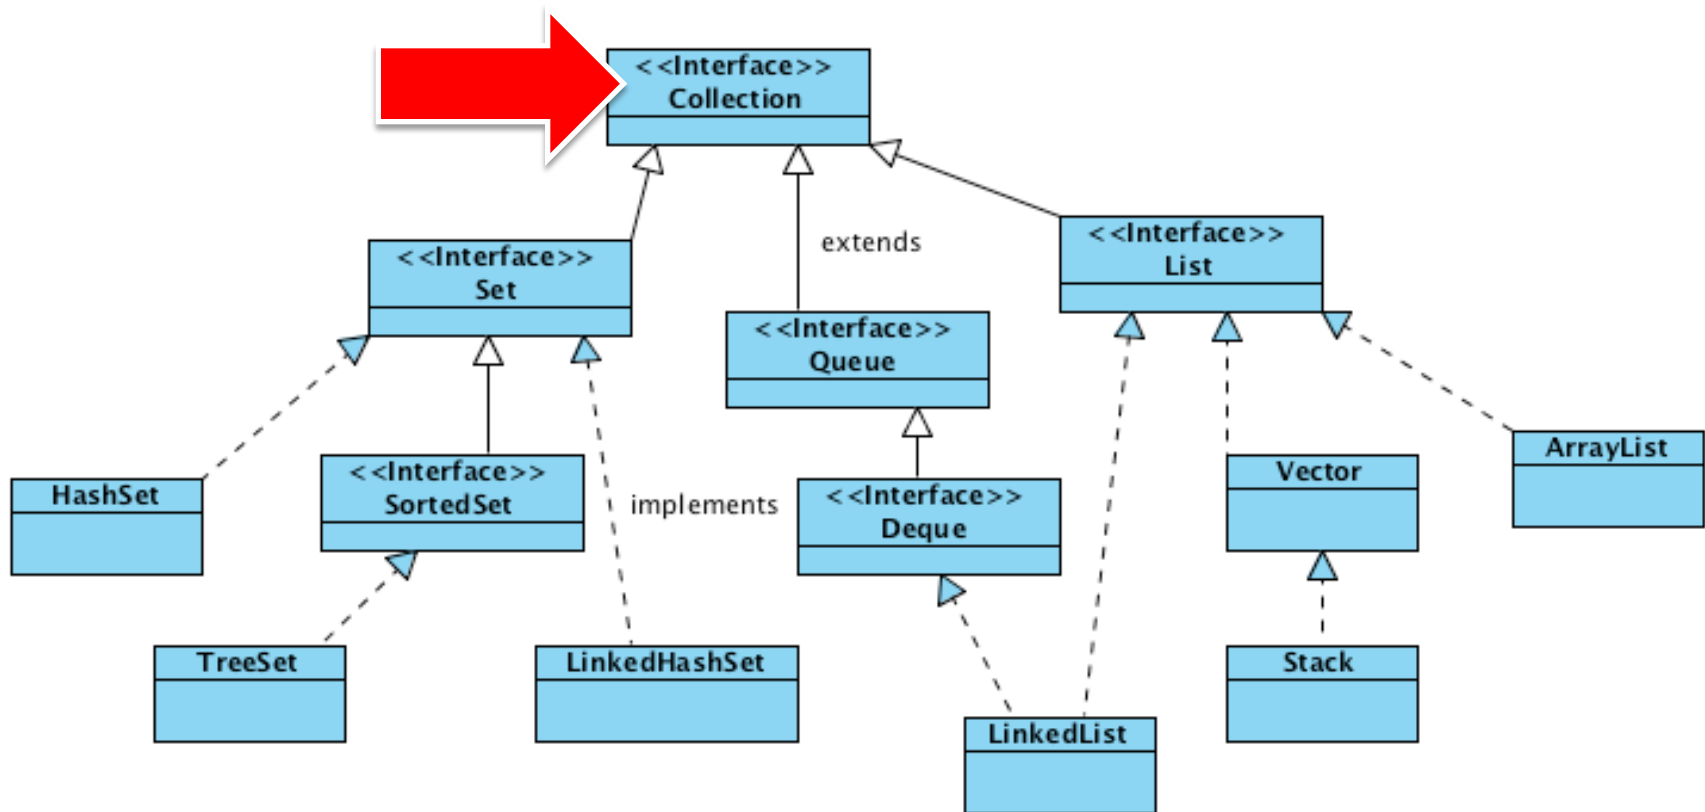 <<Interface>>
Collection
<<Interface>>
Set
extends
<<Interface>>
List
<<Interface>>
Queue
HashSet
<<Interface>>
SortedSet
implements
<<Interface>>
Deque
Vector
ArrayList
TreeSet
LinkedHashSet
LinkedList
Stack